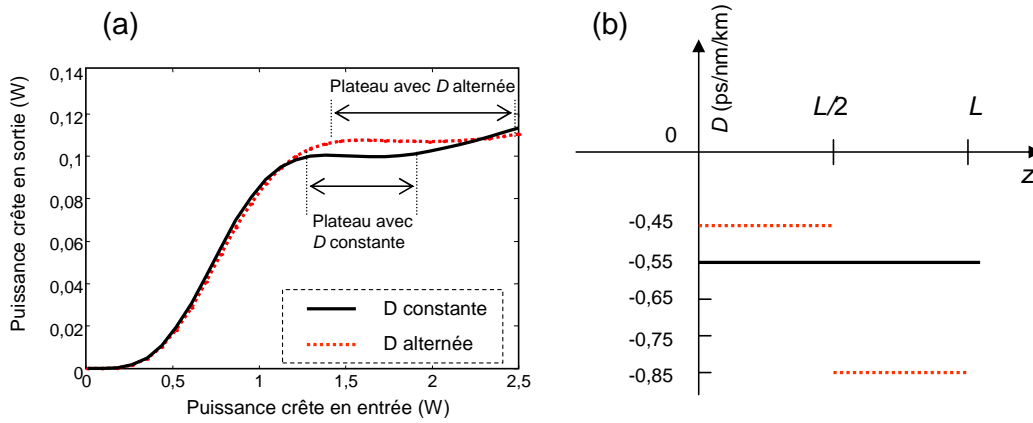 (a)
Puissance crête en sortie (W)
0,14
0,12
0,1
0,08
0,06
0,04
0,02
0
Plateau avec D alternée
Plateau avec
D constante
D constante
D alternée
0
0,5
1
1,5
2
2,5
Puissance crête en entrée (W)
(b)
D (ps/nm/km)
L/2
L
0
z
-0,45
-0,55
-0,65
-0,75
-0,85